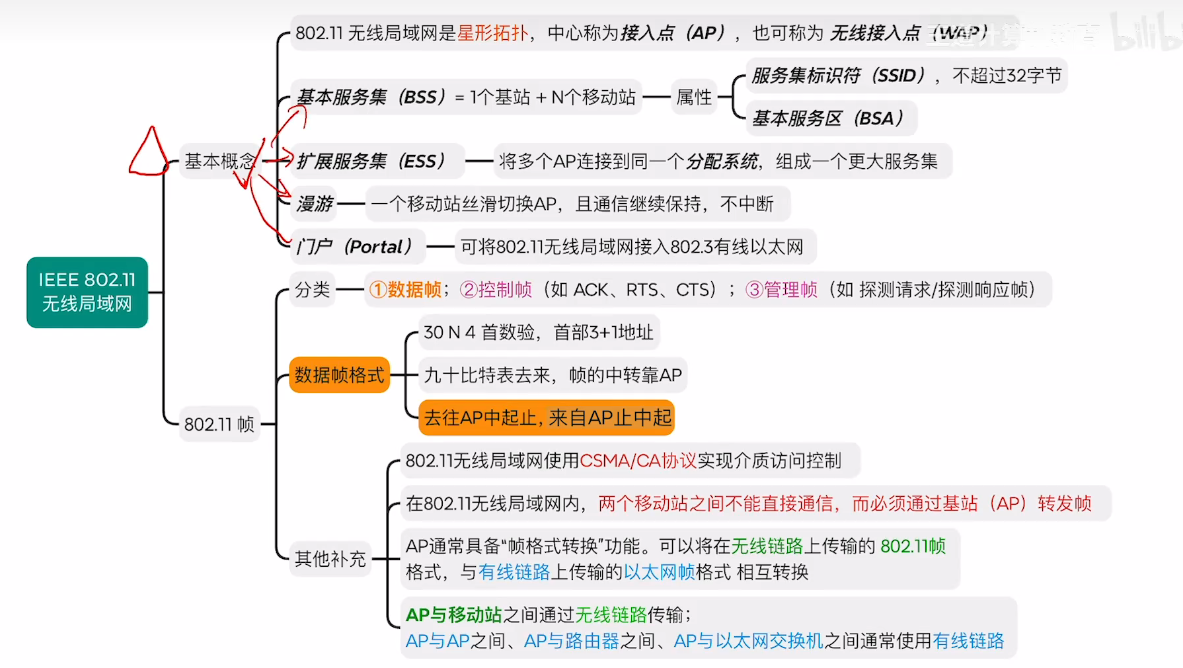 802.11 无线局域网是星形拓扑，中心称为接入点（AP），也可称为 无线接入点（WAP）
bilibili
基本服务集（BSS）= 1个基站 + N个移动站
属性
服务集标识符（SSID），不超过32字节
基本服务区（BSA）
基本概念
扩展服务集（ESS）
将多个AP连接到同一个分配系统，组成一个更大服务集
漫游
一个移动站丝滑切换AP，且通信继续保持，不中断
门户（Portal）
可将802.11无线局域网接入802.3有线以太网
IEEE 802.11
无线局域网
分类
①数据帧；②控制帧（如 ACK、RTS、CTS）；③管理帧（如 探测请求/探测响应帧）
数据帧格式
30 N 4 首数验，首部3+1地址
九十比特表去来，帧的中转靠AP
去往AP中起止, 来自AP止中起
802.11 帧
其他补充
802.11无线局域网使用CSMA/CA协议实现介质访问控制
在802.11无线局域网内，两个移动站之间不能直接通信，而必须通过基站（AP）转发帧
AP通常具备“帧格式转换”功能。可以将在无线链路上传输的 802.11帧
格式，与有线链路上传输的以太网帧格式 相互转换
AP与移动站之间通过无线链路传输；
AP与AP之间、AP与路由器之间、AP与以太网交换机之间通常使用有线链路